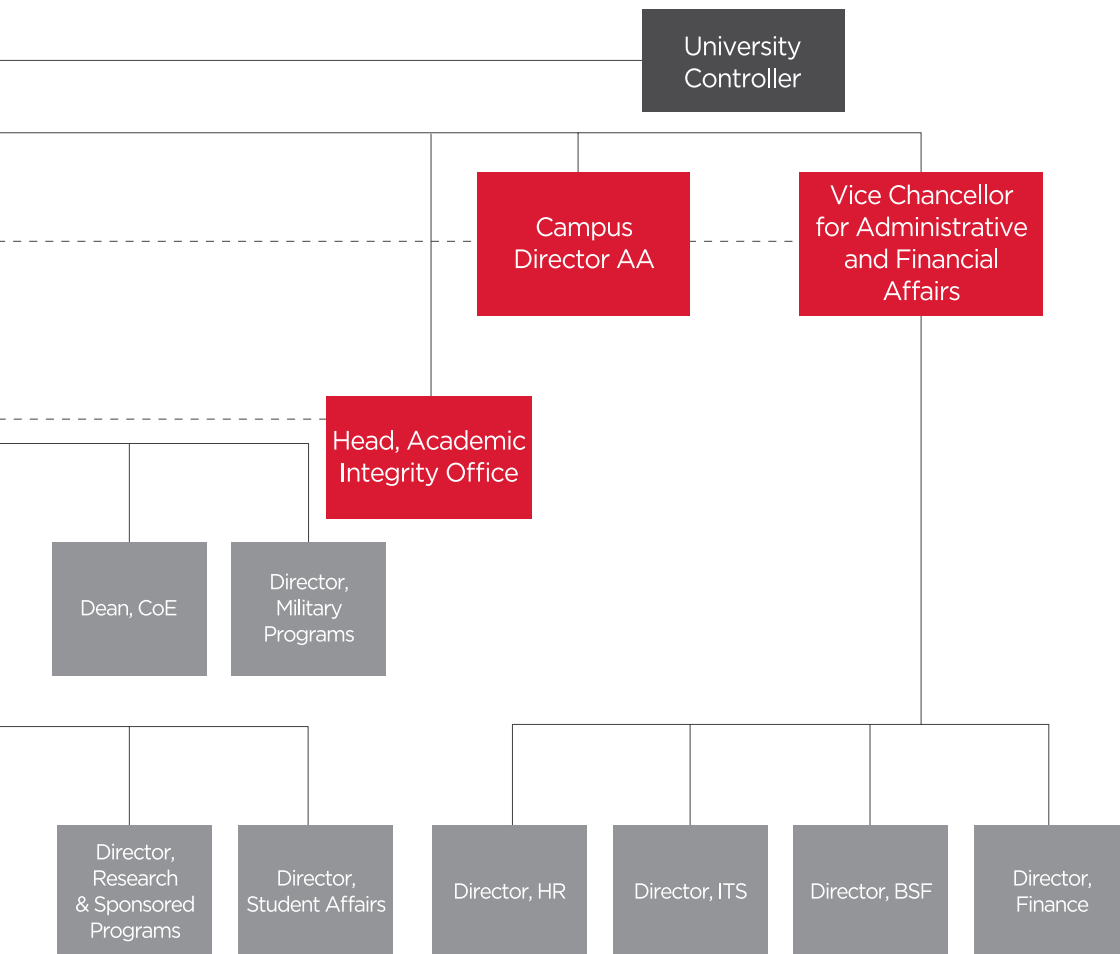 University
Controller
Campus
Director AA
Vice Chancellor
for Administrative
and Financial
Affairs
Head, Academic
Integrity Office
Dean, CoE
Director,
Military
Programs
Director,
Research
& Sponsored
Programs
Director,
Student Affairs
Director, HR
Director, ITS
Director, BSF
Director,
Finance